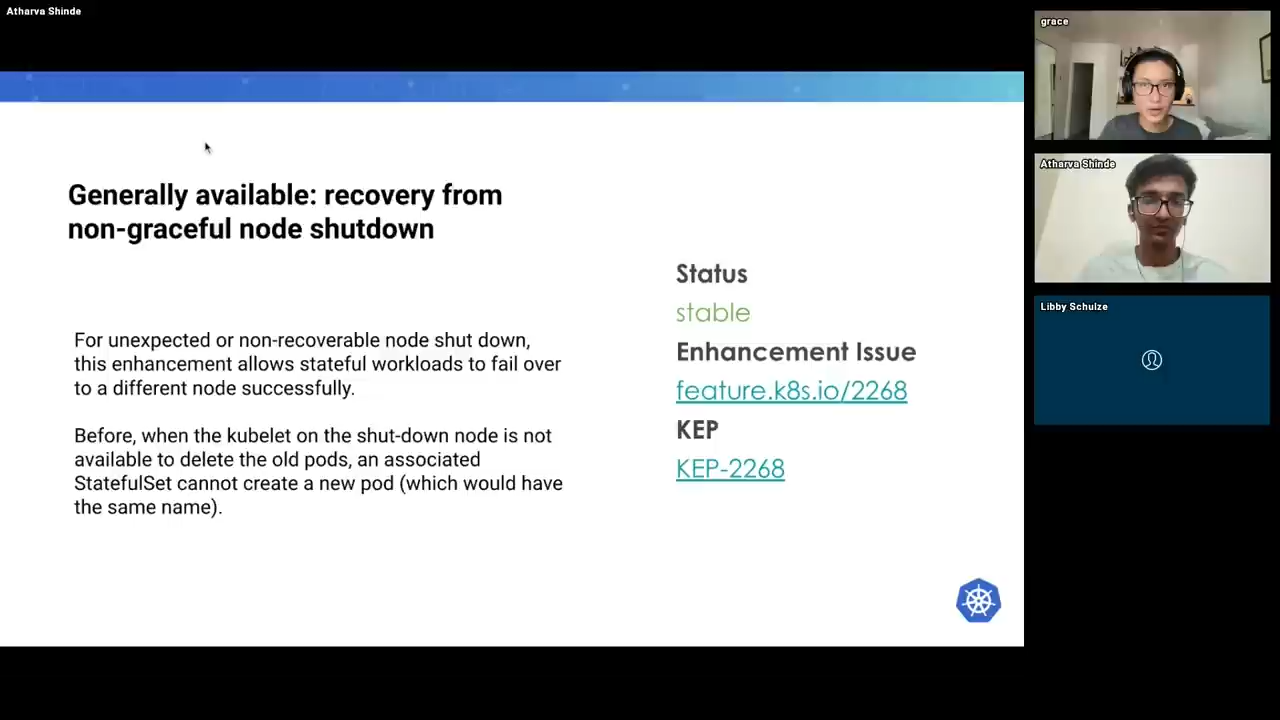 Atharva Shinde
grace
Atharva Shinde
Libby Schulze
Generally available: recovery from
non-graceful node shutdown
For unexpected or non-recoverable node shut down,
this enhancement allows stateful workloads to fail over
to a different node successfully.
Before, when the kubelet on the shut-down node is not
available to delete the old pods, an associated
StatefulSet cannot create a new pod (which would have
the same name).
Status
stable
Enhancement Issue
feature.k8s.io/2268
KEP
KEP-2268